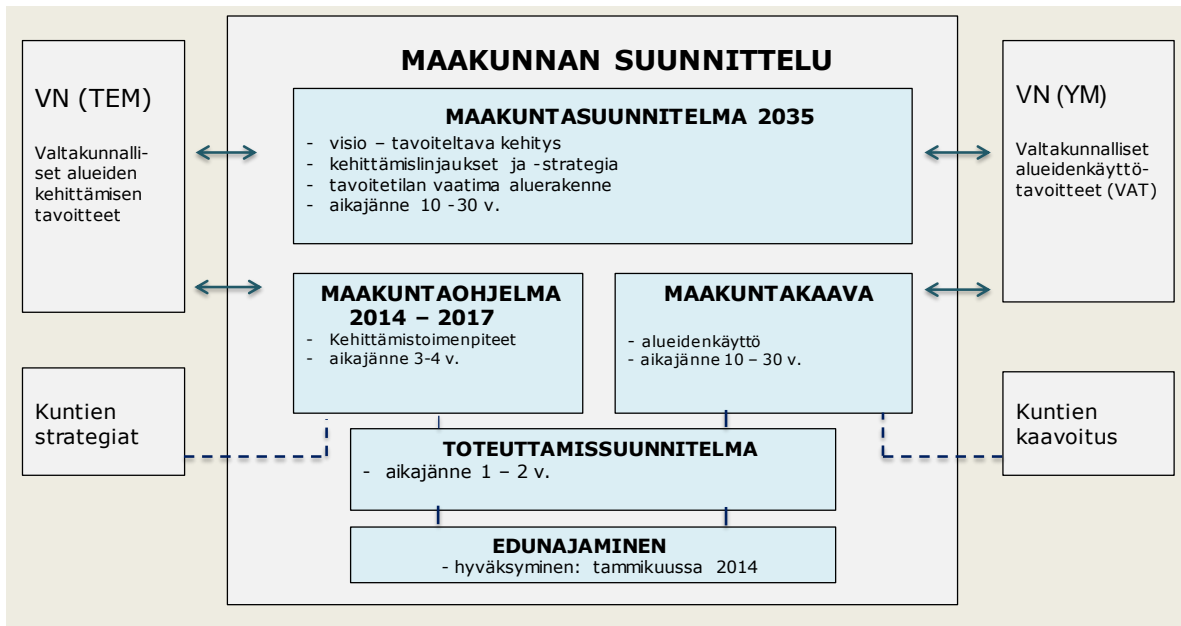 MAAKUNNAN SUUNNITTELU
VN (TEM)
Valtakunnalli-
set alueiden
kehittämisen
tavoitteet
MAAKUNTASUUNNITELMA 2035
- visio – tavoiteltava kehitys
- kehittämislinjaukset ja -strategia
- tavoitetilan vaatima aluerakenne
- aikajänne 10 -30 v.
VN (YM)
Valtakunnalliset
alueidenkäyttö-
tavoitteet (VAT)
MAAKUNTAOHJELMA
2014 – 2017
- Kehittämistoimenpiteet
- aikajänne 3-4 v.
MAAKUNTAKAAVA
- alueidenkäyttö
- aikajänne 10 – 30 v.
Kuntien
strategiat
Kuntien
kaavoitus
TOTEUTTAMISSUUNNITELMA
- aikajänne 1 – 2 v.
EDUNAJAMINEN
- hyväksyminen: tammikuussa 2014